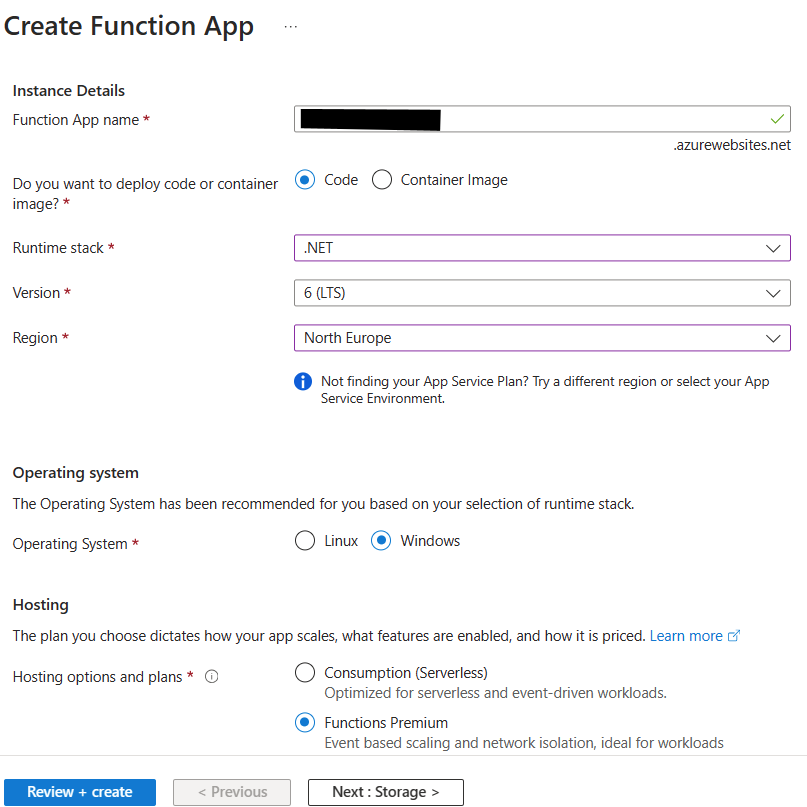 Create Function App ...
Instance Details
Function App name *
.azurewebsites.net
Do you want to deploy code or container
image? *
Code Container Image
Runtime stack *
.NET
Version *
6 (LTS)
Region *
North Europe
Not finding your App Service Plan? Try a different region or select your App
Service Environment.
Operating system
The Operating System has been recommended for you based on your selection of runtime stack.
Operating System *
Linux Windows
Hosting
The plan you choose dictates how your app scales, what features are enabled, and how it is priced. Learn more
Hosting options and plans *
Consumption (Serverless)
Optimized for serverless and event-driven workloads.
Functions Premium
Event based scaling and network isolation, ideal for workloads
Review + create
< Previous
Next : Storage >